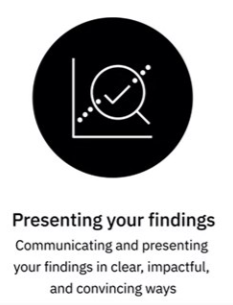 Presenting your findings
Communicating and presenting
your findings in clear, impactful,
and convincing ways